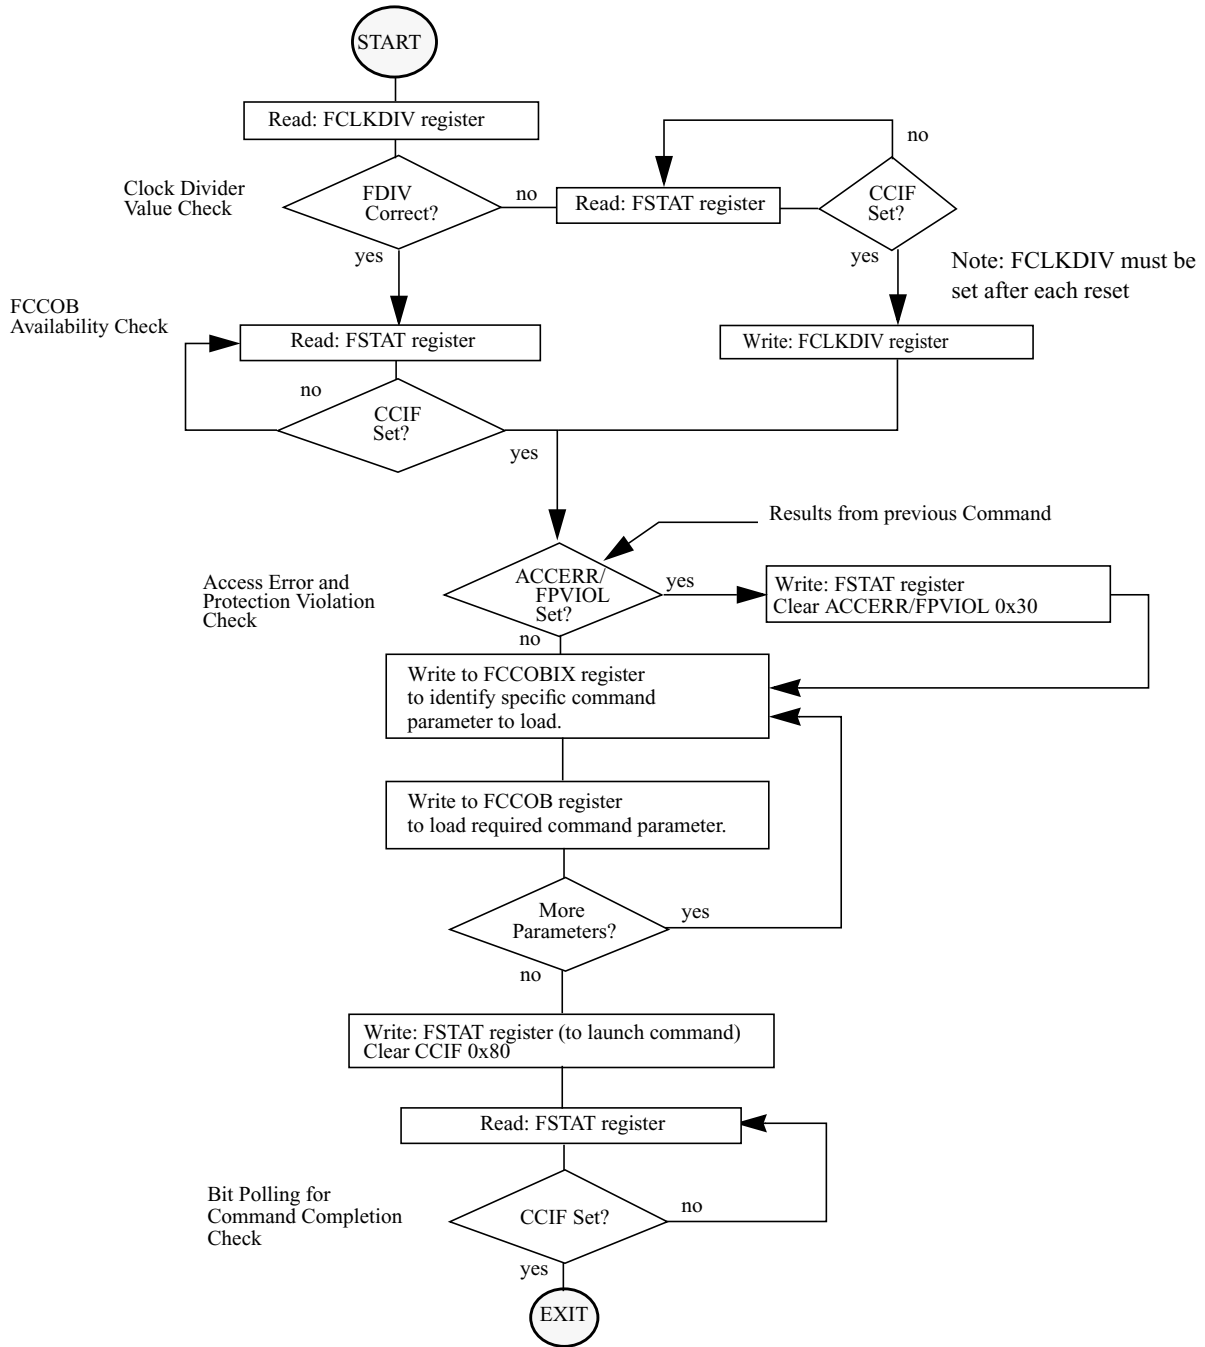 START
Read: FCLKDIV register
Clock Divider
Value Check
FDIV
Correct?
no
Read: FSTAT register
CCIF
Set?
no
yes
yes
Note: FCLKDIV must be
set after each reset
FCCOB
Availability Check
Read: FSTAT register
Write: FCLKDIV register
no
CCIF
Set?
yes
Results from previous Command
Access Error and
Protection Violation
Check
ACCERR/
FPVIOL
Set?
yes
Write: FSTAT register
Clear ACCERR/FPVIOL 0x30
no
Write to FCCOBIX register
to identify specific command
parameter to load.
Write to FCCOB register
to load required command parameter.
More
Parameters?
yes
no
Write: FSTAT register (to launch command)
Clear CCIF 0x80
Read: FSTAT register
Bit Polling for
Command Completion
Check
CCIF Set?
no
yes
EXIT